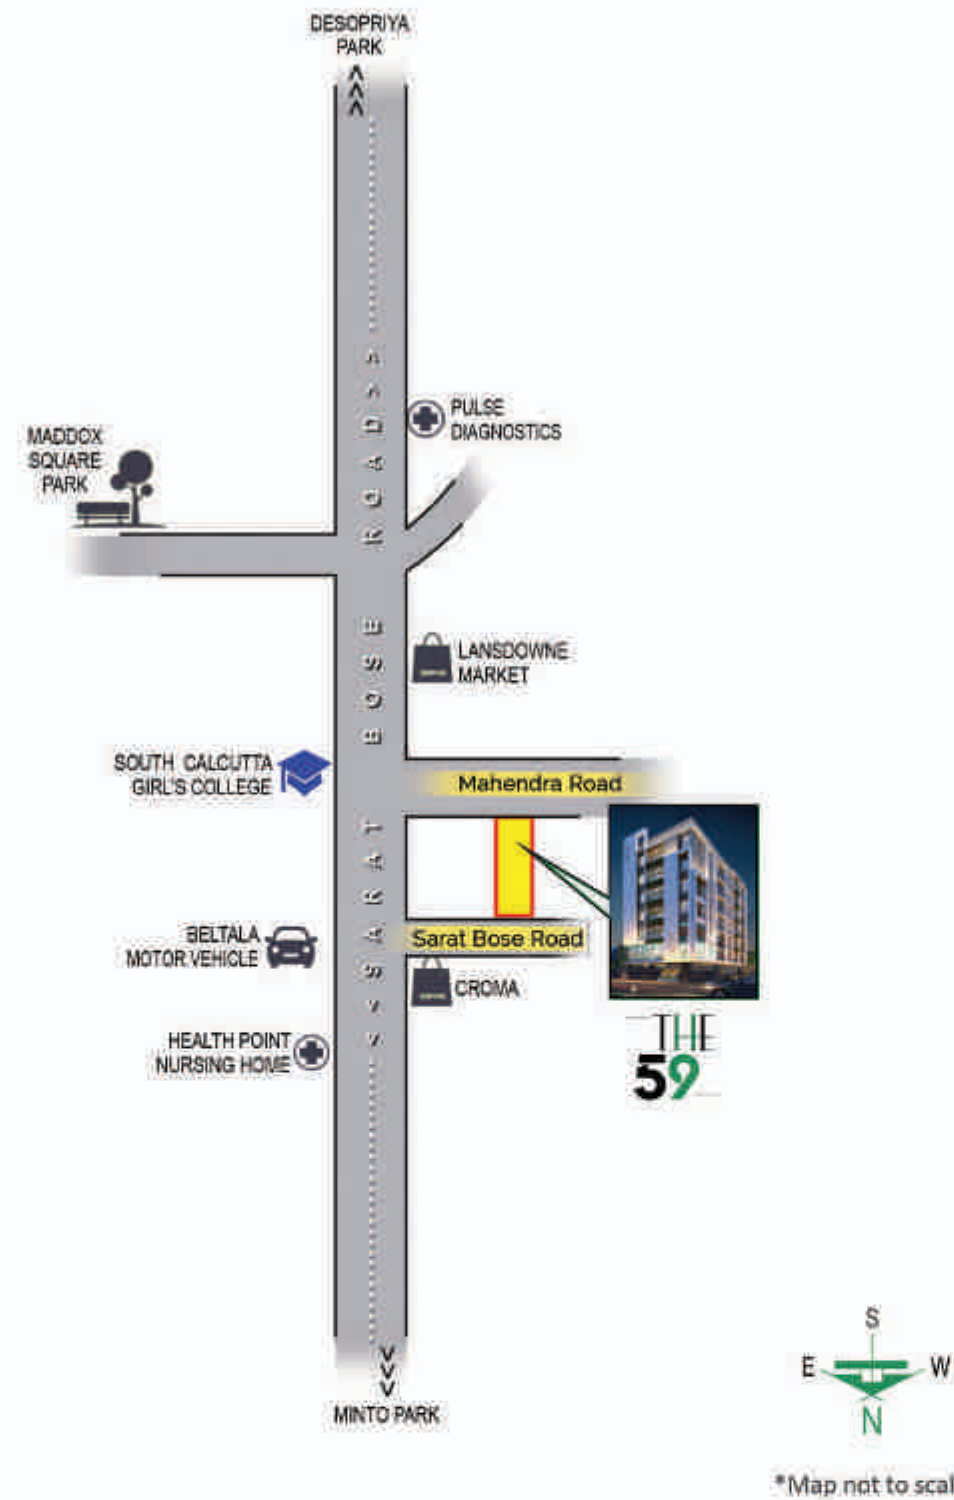 DESOPRIYA
PARK
PULSE
DIAGNOSTICS
MADDOX
SQUARE
PARK
SARAT BOSE ROAD
LANSDOWNE
MARKET
SOUTH CALCUTTA
GIRL'S COLLEGE
Mahendra Road
BELTALA
MOTOR VEHICLE
Sarat Bose Road
CROMA
HEALTH POINT
NURSING HOME
THE
59
MINTO PARK
S
E W
N
*Map not to scal